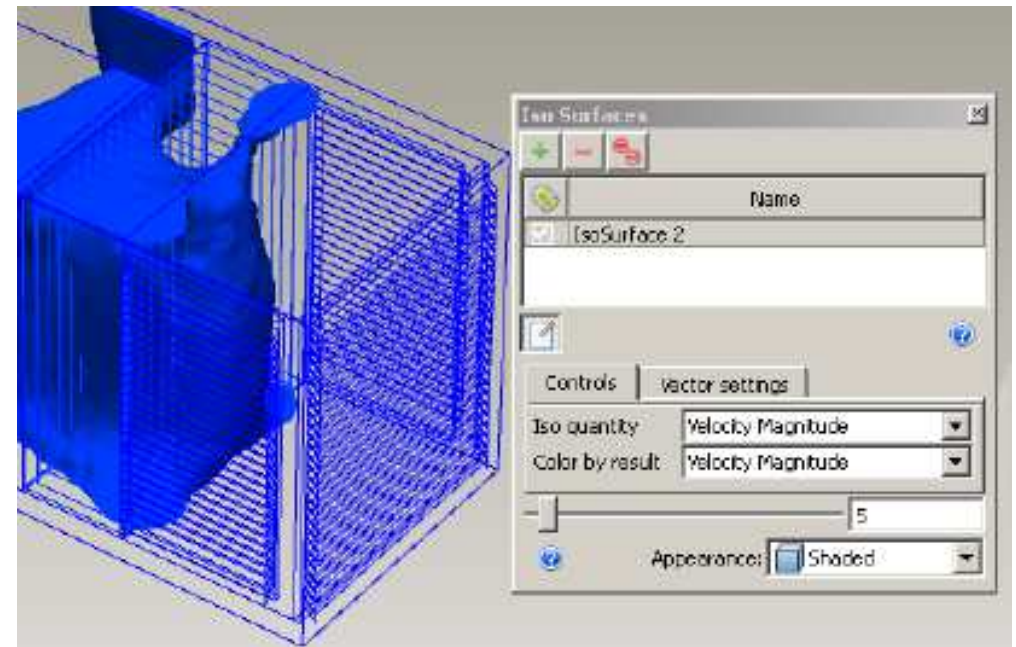 Iso Surfaces
Name
IsoSurface 2
Controls Vector settings
Iso quantity Velocity Magnitude
Color by result Velocity Magnitude
5
Appearance: Shaded